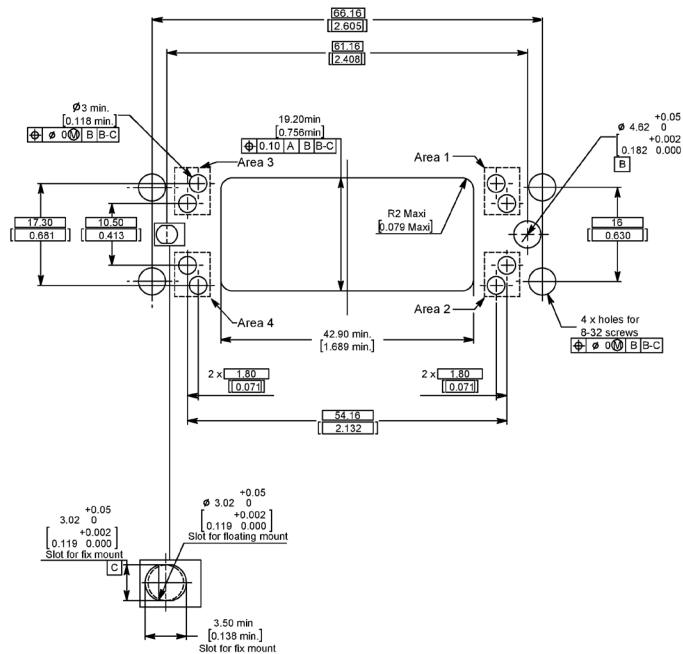 66.16
[2.605]
61.16
[2.408]
Ø3 min.
[0.118 min.]
⌖ ø 0Ⓜ B B-C
19.20min
[0.756min]
⌖ 0.10 A B B-C
+0.05
ø 4.62 0
+0.002
0.182 0.000
B
Area 3
Area 1
17.30
[0.681]
10.50
[0.413]
R2 Maxi
[0.079 Maxi]
16
[0.630]
Area 4
Area 2
42.90 min.
[1.689 min.]
4 x holes for
8-32 screws
⌖ ø 0Ⓜ B B-C
2 x 1.80
[0.071]
2 x 1.80
[0.071]
54.16
[2.132]
+0.05
3.02 0
+0.002
[0.119 0.000]
Slot for fix mount
C
+0.05
ø 3.02 0
+0.002
[0.119 0.000]
Slot for floating mount
3.50 min
[0.138 min.]
Slot for fix mount